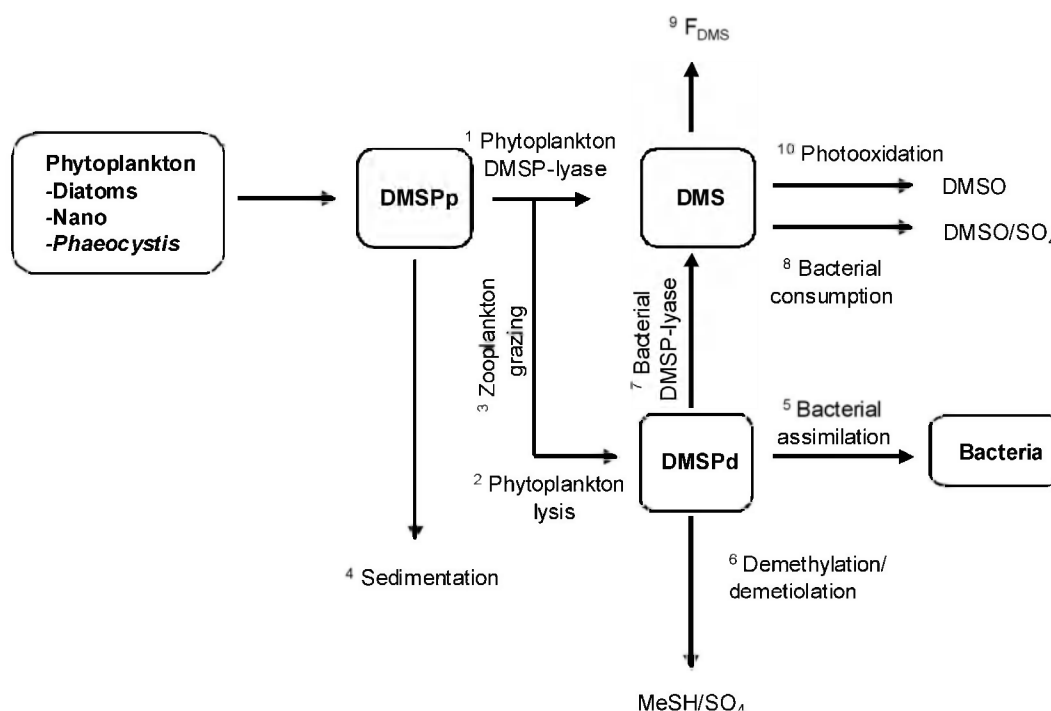 ⁹ F_DMS
Phytoplankton
-Diatoms
-Nano
-Phaeocystis
DMSPp
¹ Phytoplankton
DMSP-lyase
DMS
¹⁰ Photooxidation
DMSO
DMSO/SO₄
⁸ Bacterial
consumption
³ Zooplankton
grazing
⁷ Bacterial
DMSP-lyase
² Phytoplankton
lysis
DMSPd
⁵ Bacterial
assimilation
Bacteria
⁴ Sedimentation
⁶ Demethylation/
demetiolation
MeSH/SO₄